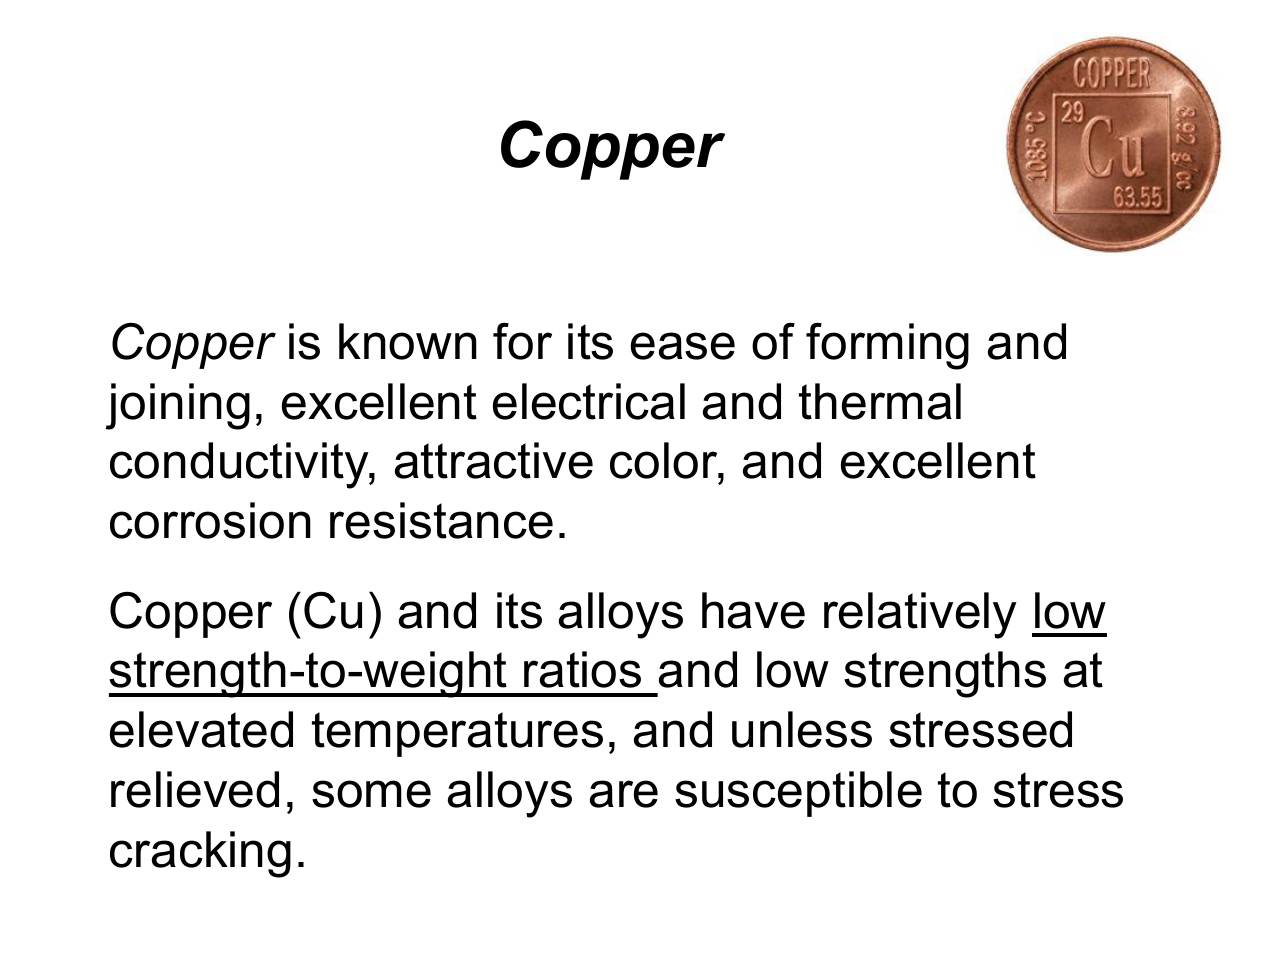 Copper
COPPER
29
Cu
63.55
1085 °C
8.92 g/cc
Copper is known for its ease of forming and
joining, excellent electrical and thermal
conductivity, attractive color, and excellent
corrosion resistance.
Copper (Cu) and its alloys have relatively low
strength-to-weight ratios and low strengths at
elevated temperatures, and unless stressed
relieved, some alloys are susceptible to stress
cracking.